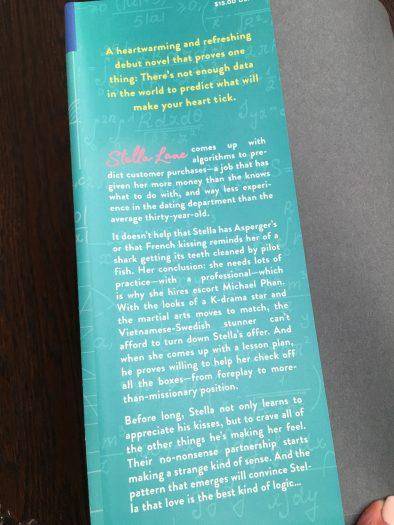 $15.00 US
A heartwarming and refreshing
debut novel that proves one
thing: There's not enough data
in the world to predict what will
make your heart tick.
Stella Lane comes up with
algorithms to pre-
dict customer purchases—a job that has
given her more money than she knows
what to do with, and way less experi-
ence in the dating department than the
average thirty-year-old.
It doesn't help that Stella has Asperger's
or that French kissing reminds her of a
shark getting its teeth cleaned by pilot
fish. Her conclusion: she needs lots of
practice—with a professional—which
is why she hires escort Michael Phan.
With the looks of a K-drama star and
the martial arts moves to match, the
Vietnamese-Swedish stunner can't
afford to turn down Stella's offer. And
when she comes up with a lesson plan,
he proves willing to help her check off
all the boxes—from foreplay to more-
than-missionary position.
Before long, Stella not only learns to
appreciate his kisses, but to crave all of
the other things he's making her feel.
Their no-nonsense partnership starts
making a strange kind of sense. And the
pattern that emerges will convince Stel-
la that love is the best kind of logic...